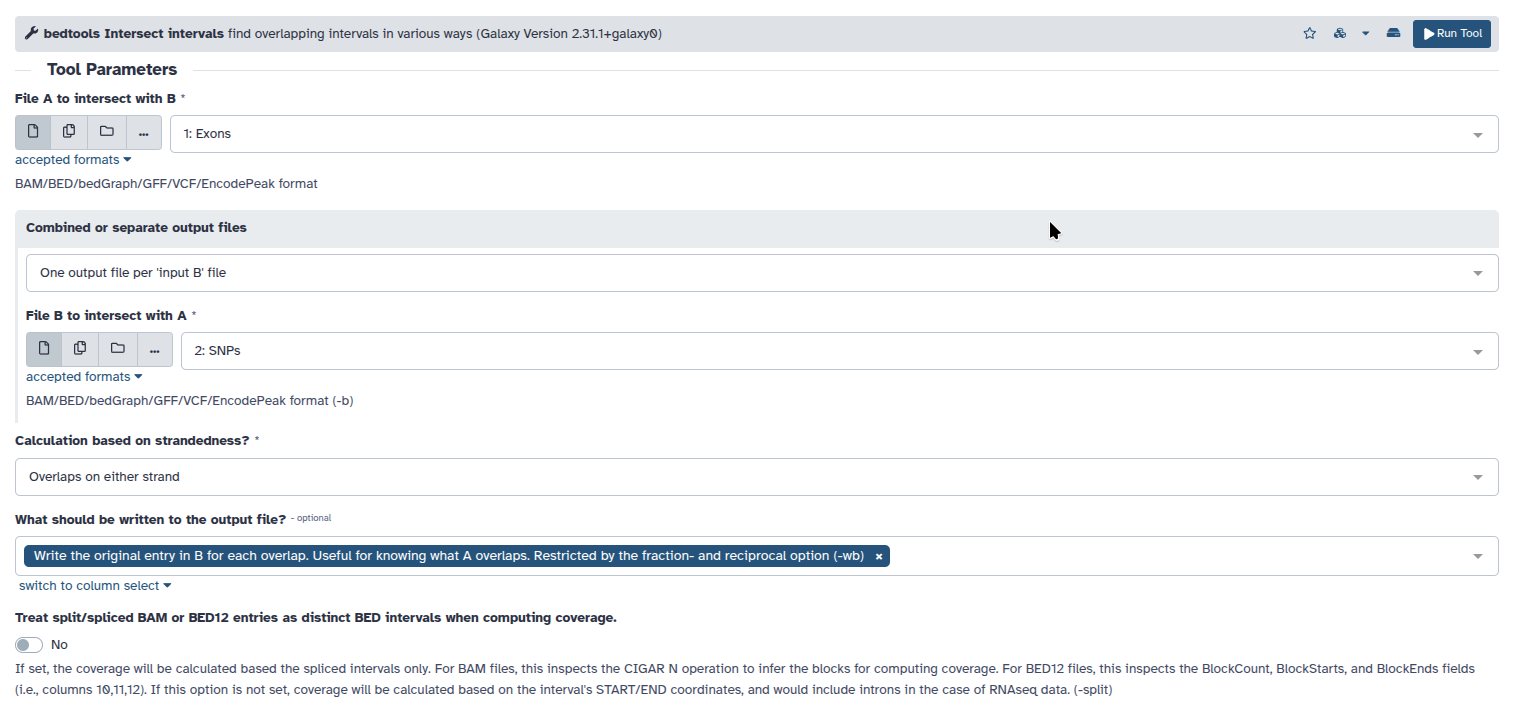 bedtools Intersect intervals find overlapping intervals in various ways (Galaxy Version 2.31.1+galaxy0)
Run Tool
Tool Parameters
File A to intersect with B *
1: Exons
accepted formats
BAM/BED/bedGraph/GFF/VCF/EncodePeak format
Combined or separate output files
One output file per 'input B' file
File B to intersect with A *
2: SNPs
accepted formats
BAM/BED/bedGraph/GFF/VCF/EncodePeak format (-b)
Calculation based on strandedness? *
Overlaps on either strand
What should be written to the output file? - optional
Write the original entry in B for each overlap. Useful for knowing what A overlaps. Restricted by the fraction- and reciprocal option (-wb) ×
switch to column select
Treat split/spliced BAM or BED12 entries as distinct BED intervals when computing coverage.
No
If set, the coverage will be calculated based the spliced intervals only. For BAM files, this inspects the CIGAR N operation to infer the blocks for computing coverage. For BED12 files, this inspects the BlockCount, BlockStarts, and BlockEnds fields
(i.e., columns 10,11,12). If this option is not set, coverage will be calculated based on the interval's START/END coordinates, and would include introns in the case of RNAseq data. (-split)